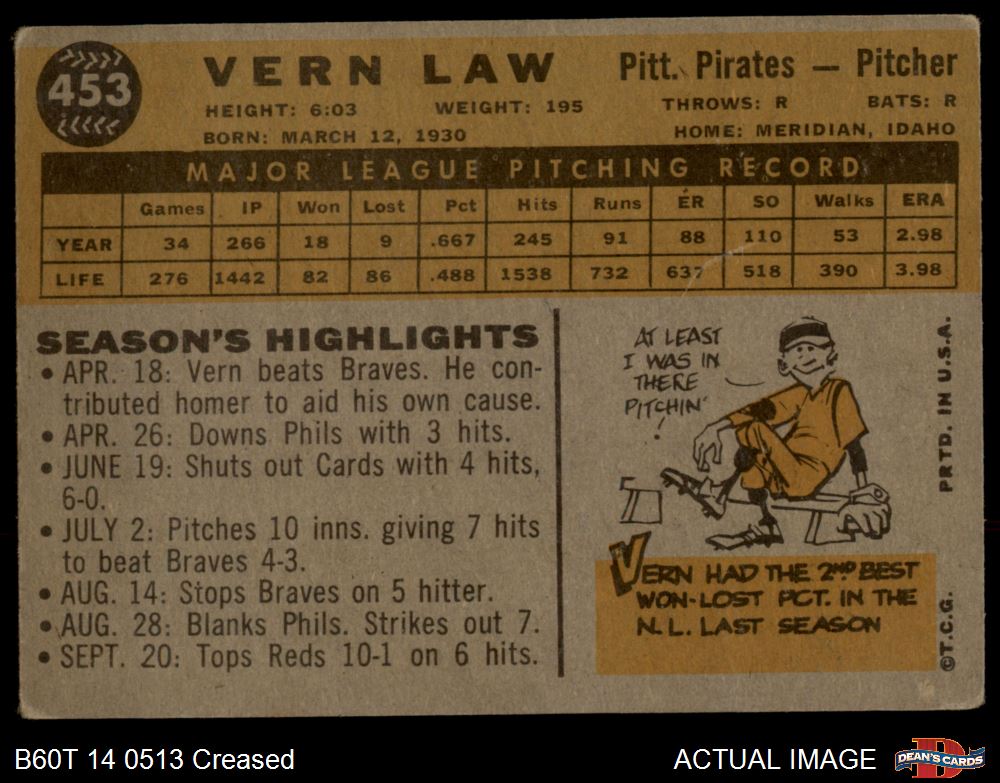 453
VERN LAW
Pitt. Pirates — Pitcher
HEIGHT: 6:03 WEIGHT: 195 THROWS: R BATS: R
BORN: MARCH 12, 1930 HOME: MERIDIAN, IDAHO
MAJOR LEAGUE PITCHING RECORD
Games IP Won Lost Pct Hits Runs ER SO Walks ERA
YEAR 34 266 18 9 .667 245 91 88 110 53 2.98
LIFE 276 1442 82 86 .488 1538 732 637 518 390 3.98
SEASON'S HIGHLIGHTS
• APR. 18: Vern beats Braves. He con-
tributed homer to aid his own cause.
• APR. 26: Downs Phils with 3 hits.
• JUNE 19: Shuts out Cards with 4 hits,
6-0.
• JULY 2: Pitches 10 inns. giving 7 hits
to beat Braves 4-3.
• AUG. 14: Stops Braves on 5 hitter.
• AUG. 28: Blanks Phils. Strikes out 7.
• SEPT. 20: Tops Reds 10-1 on 6 hits.
AT LEAST
I WAS IN
THERE
PITCHIN'
!
VERN HAD THE 2ND BEST
WON-LOST PCT. IN THE
N.L. LAST SEASON
©T.C.G.
PRTD. IN U.S.A.
B60T 14 0513 Creased
ACTUAL IMAGE
DEAN'S CARDS